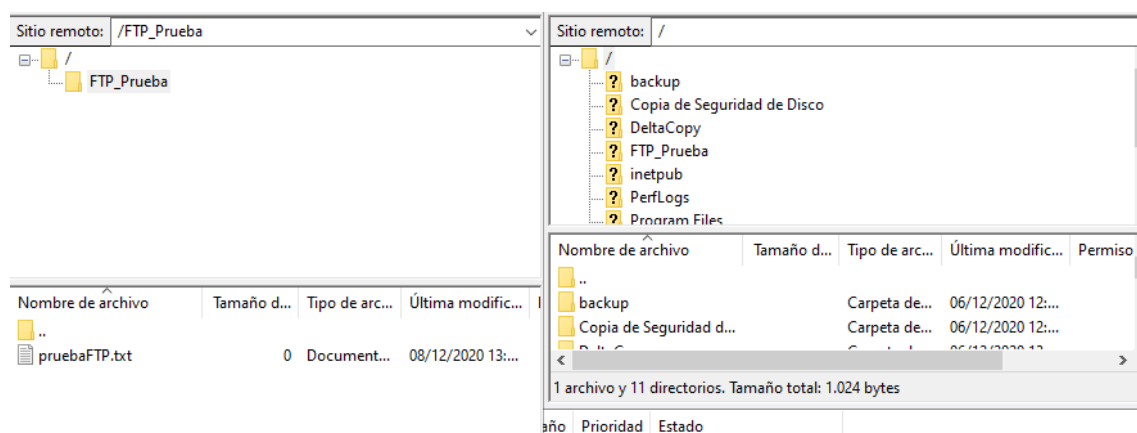 Sitio remoto: /FTP_Prueba
/
FTP_Prueba
Nombre de archivo Tamaño d... Tipo de arc... Última modific...
..
pruebaFTP.txt 0 Document... 08/12/2020 13:...
Sitio remoto: /
/
? backup
? Copia de Seguridad de Disco
? DeltaCopy
? FTP_Prueba
? inetpub
? PerfLogs
? Program Files
Nombre de archivo Tamaño d... Tipo de arc... Última modific... Permiso
..
backup Carpeta de... 06/12/2020 12:...
Copia de Seguridad d... Carpeta de... 06/12/2020 12:...
1 archivo y 11 directorios. Tamaño total: 1.024 bytes
año Prioridad Estado